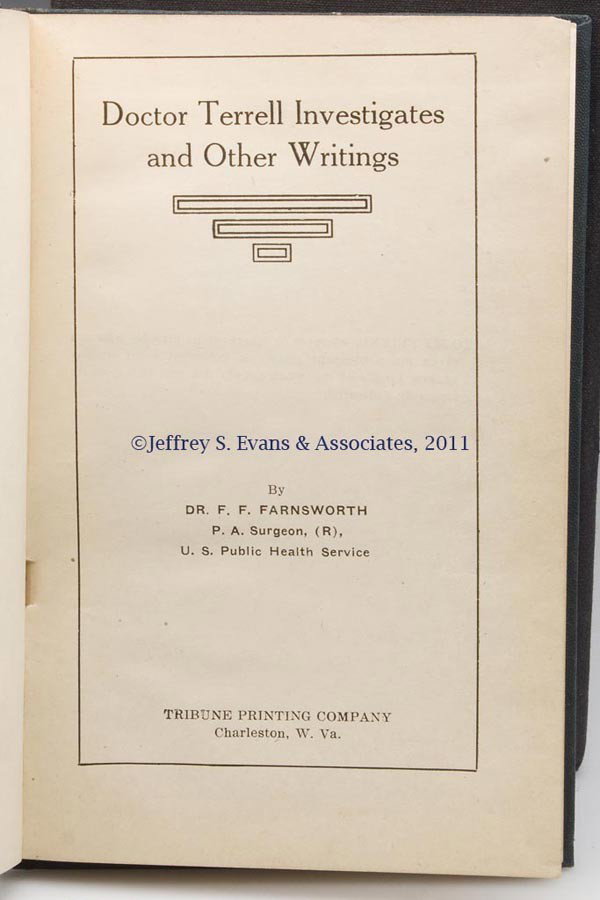 Doctor Terrell Investigates
and Other Writings
©Jeffrey S. Evans & Associates, 2011
By
DR. F. F. FARNSWORTH
P. A. Surgeon, (R),
U. S. Public Health Service
TRIBUNE PRINTING COMPANY
Charleston, W. Va.